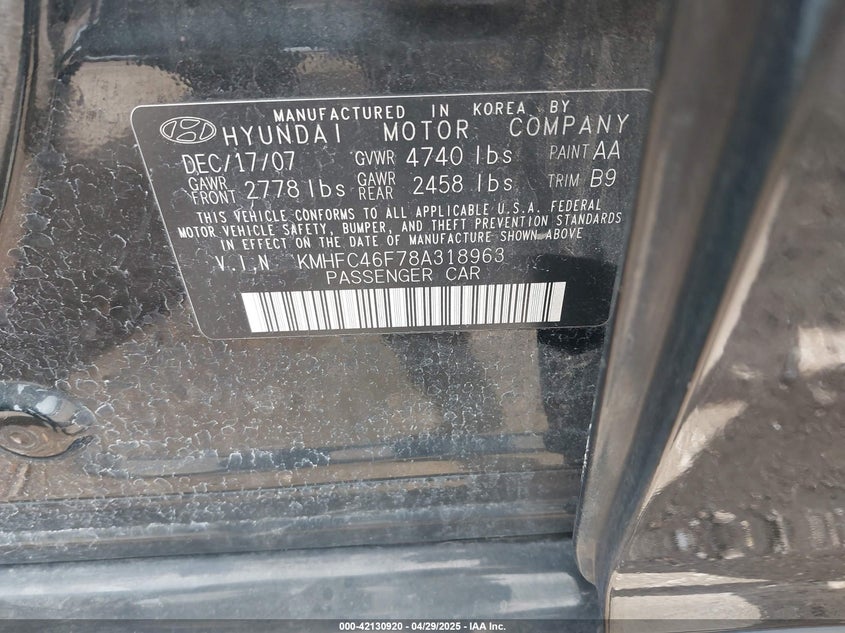 MANUFACTURED IN KOREA BY
HYUNDAI MOTOR COMPANY
DEC/17/07 GVWR 4740 lbs PAINT AA
GAWR FRONT 2778 lbs GAWR REAR 2458 lbs TRIM B9
THIS VEHICLE CONFORMS TO ALL APPLICABLE U.S.A. FEDERAL
MOTOR VEHICLE SAFETY, BUMPER, AND THEFT PREVENTION STANDARDS
IN EFFECT ON THE DATE OF MANUFACTURE SHOWN ABOVE
V.I.N KMHFC46F78A318963
PASSENGER CAR
000-42130920 - 04/29/2025 - IAA Inc.